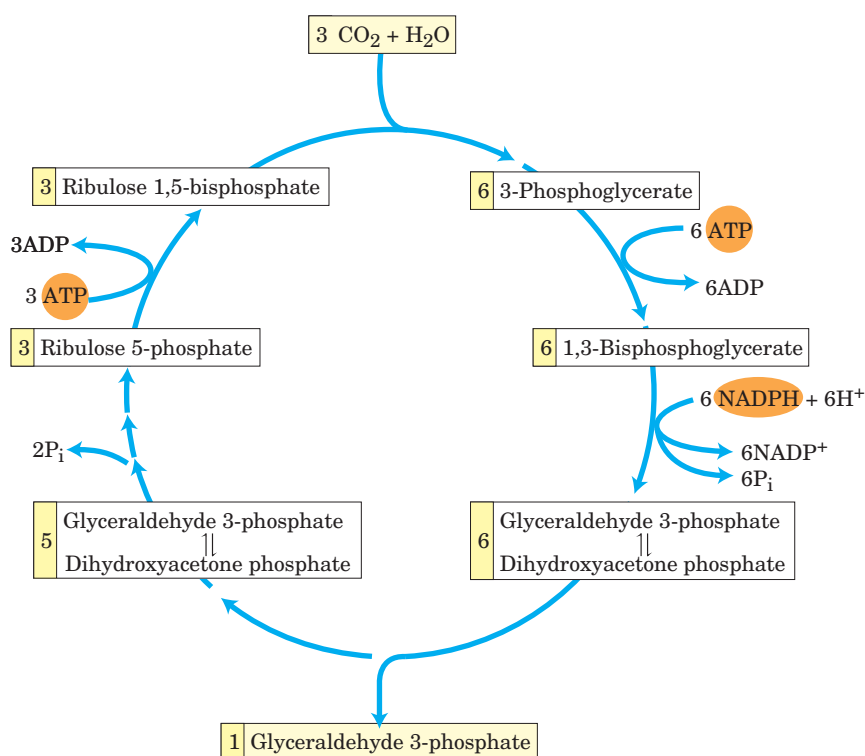 3 CO₂ + H₂O
3 Ribulose 1,5-bisphosphate
6 3-Phosphoglycerate
3ADP
3 ATP
6 ATP
6ADP
3 Ribulose 5-phosphate
6 1,3-Bisphosphoglycerate
6 NADPH + 6H⁺
6NADP⁺
6Pᵢ
2Pᵢ
5 Glyceraldehyde 3-phosphate
⥮
Dihydroxyacetone phosphate
6 Glyceraldehyde 3-phosphate
⥮
Dihydroxyacetone phosphate
1 Glyceraldehyde 3-phosphate